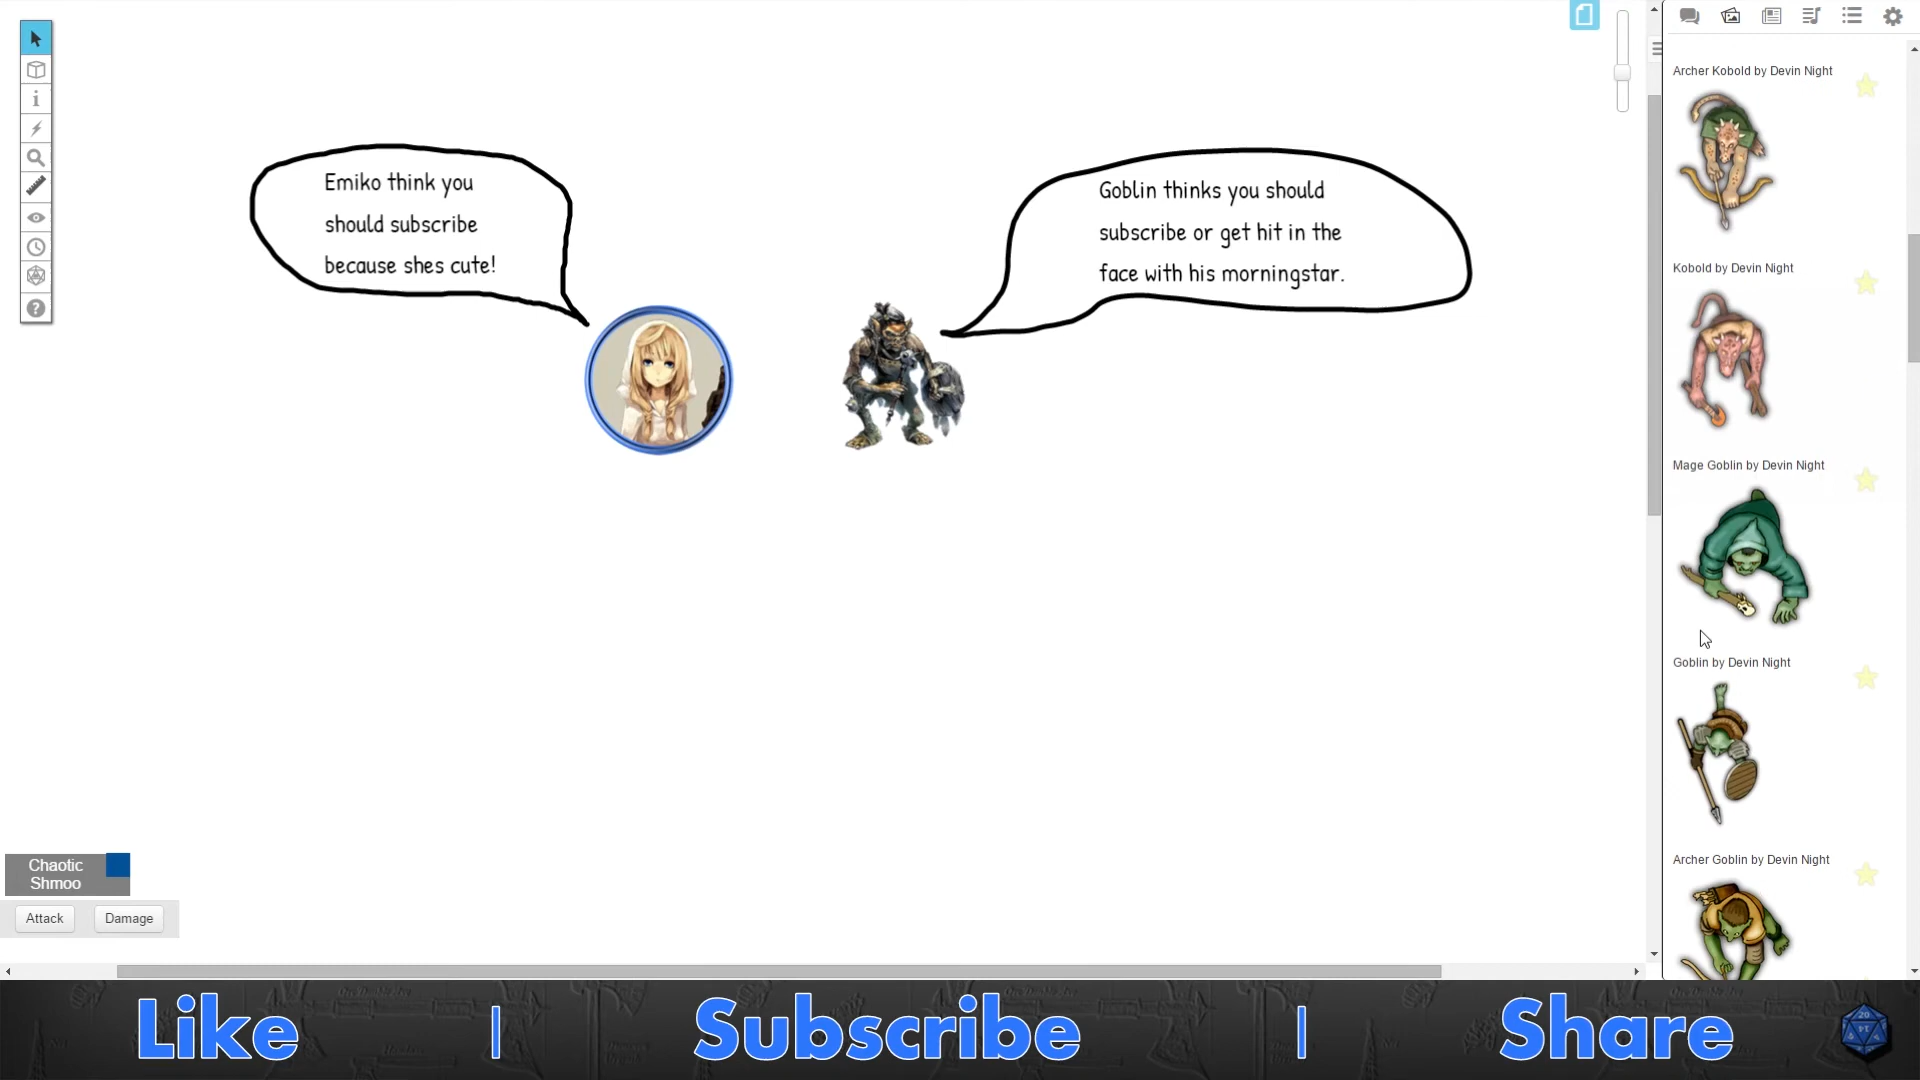 Emiko think you
should subscribe
because shes cute!
Goblin thinks you should
subscribe or get hit in the
face with his morningstar.
Archer Kobold by Devin Night
Kobold by Devin Night
Mage Goblin by Devin Night
Goblin by Devin Night
Archer Goblin by Devin Night
Chaotic
Shmoo
Attack
Damage
Like | Subscribe | Share
20
14